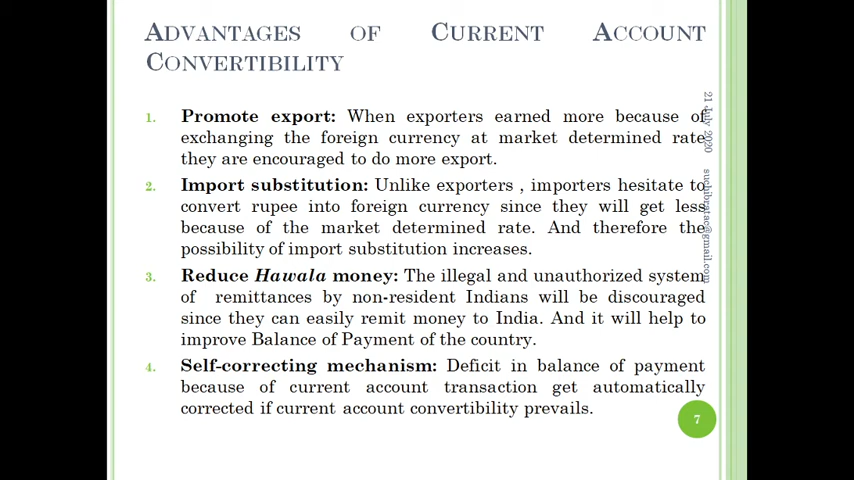 ADVANTAGES OF CURRENT ACCOUNT
CONVERTIBILITY
1. Promote export: When exporters earned more because of
exchanging the foreign currency at market determined rate
they are encouraged to do more export.
2. Import substitution: Unlike exporters , importers hesitate to
convert rupee into foreign currency since they will get less
because of the market determined rate. And therefore the
possibility of import substitution increases.
3. Reduce Hawala money: The illegal and unauthorized system
of remittances by non-resident Indians will be discouraged
since they can easily remit money to India. And it will help to
improve Balance of Payment of the country.
4. Self-correcting mechanism: Deficit in balance of payment
because of current account transaction get automatically
corrected if current account convertibility prevails.
21 July 2020
7